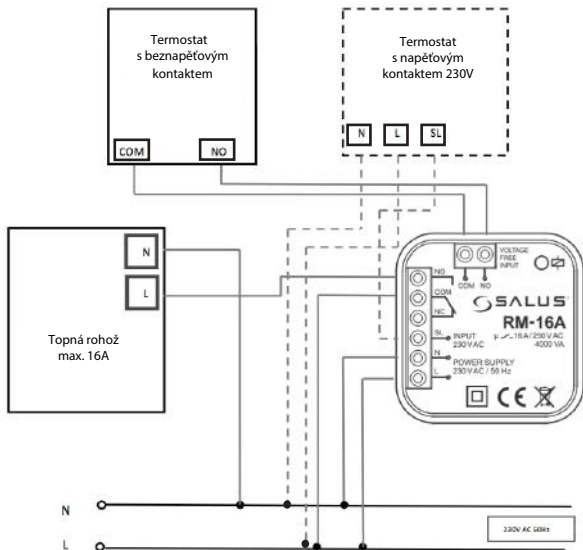 Termostat
s beznapěťovým
kontaktem
COM
NO
Termostat
s napěťovým
kontaktem 230V
N
L
SL
N
L
Topná rohož
max. 16A
VOLTAGE
FREE
INPUT
COM NO
NO
COM
NC
SL
N
L
SALUS
RM-16A
µ 16A/250VAC
4000 VA
INPUT
230VAC
POWER SUPPLY
230VAC / 50 Hz
CE
N
L
230V AC 50Hz